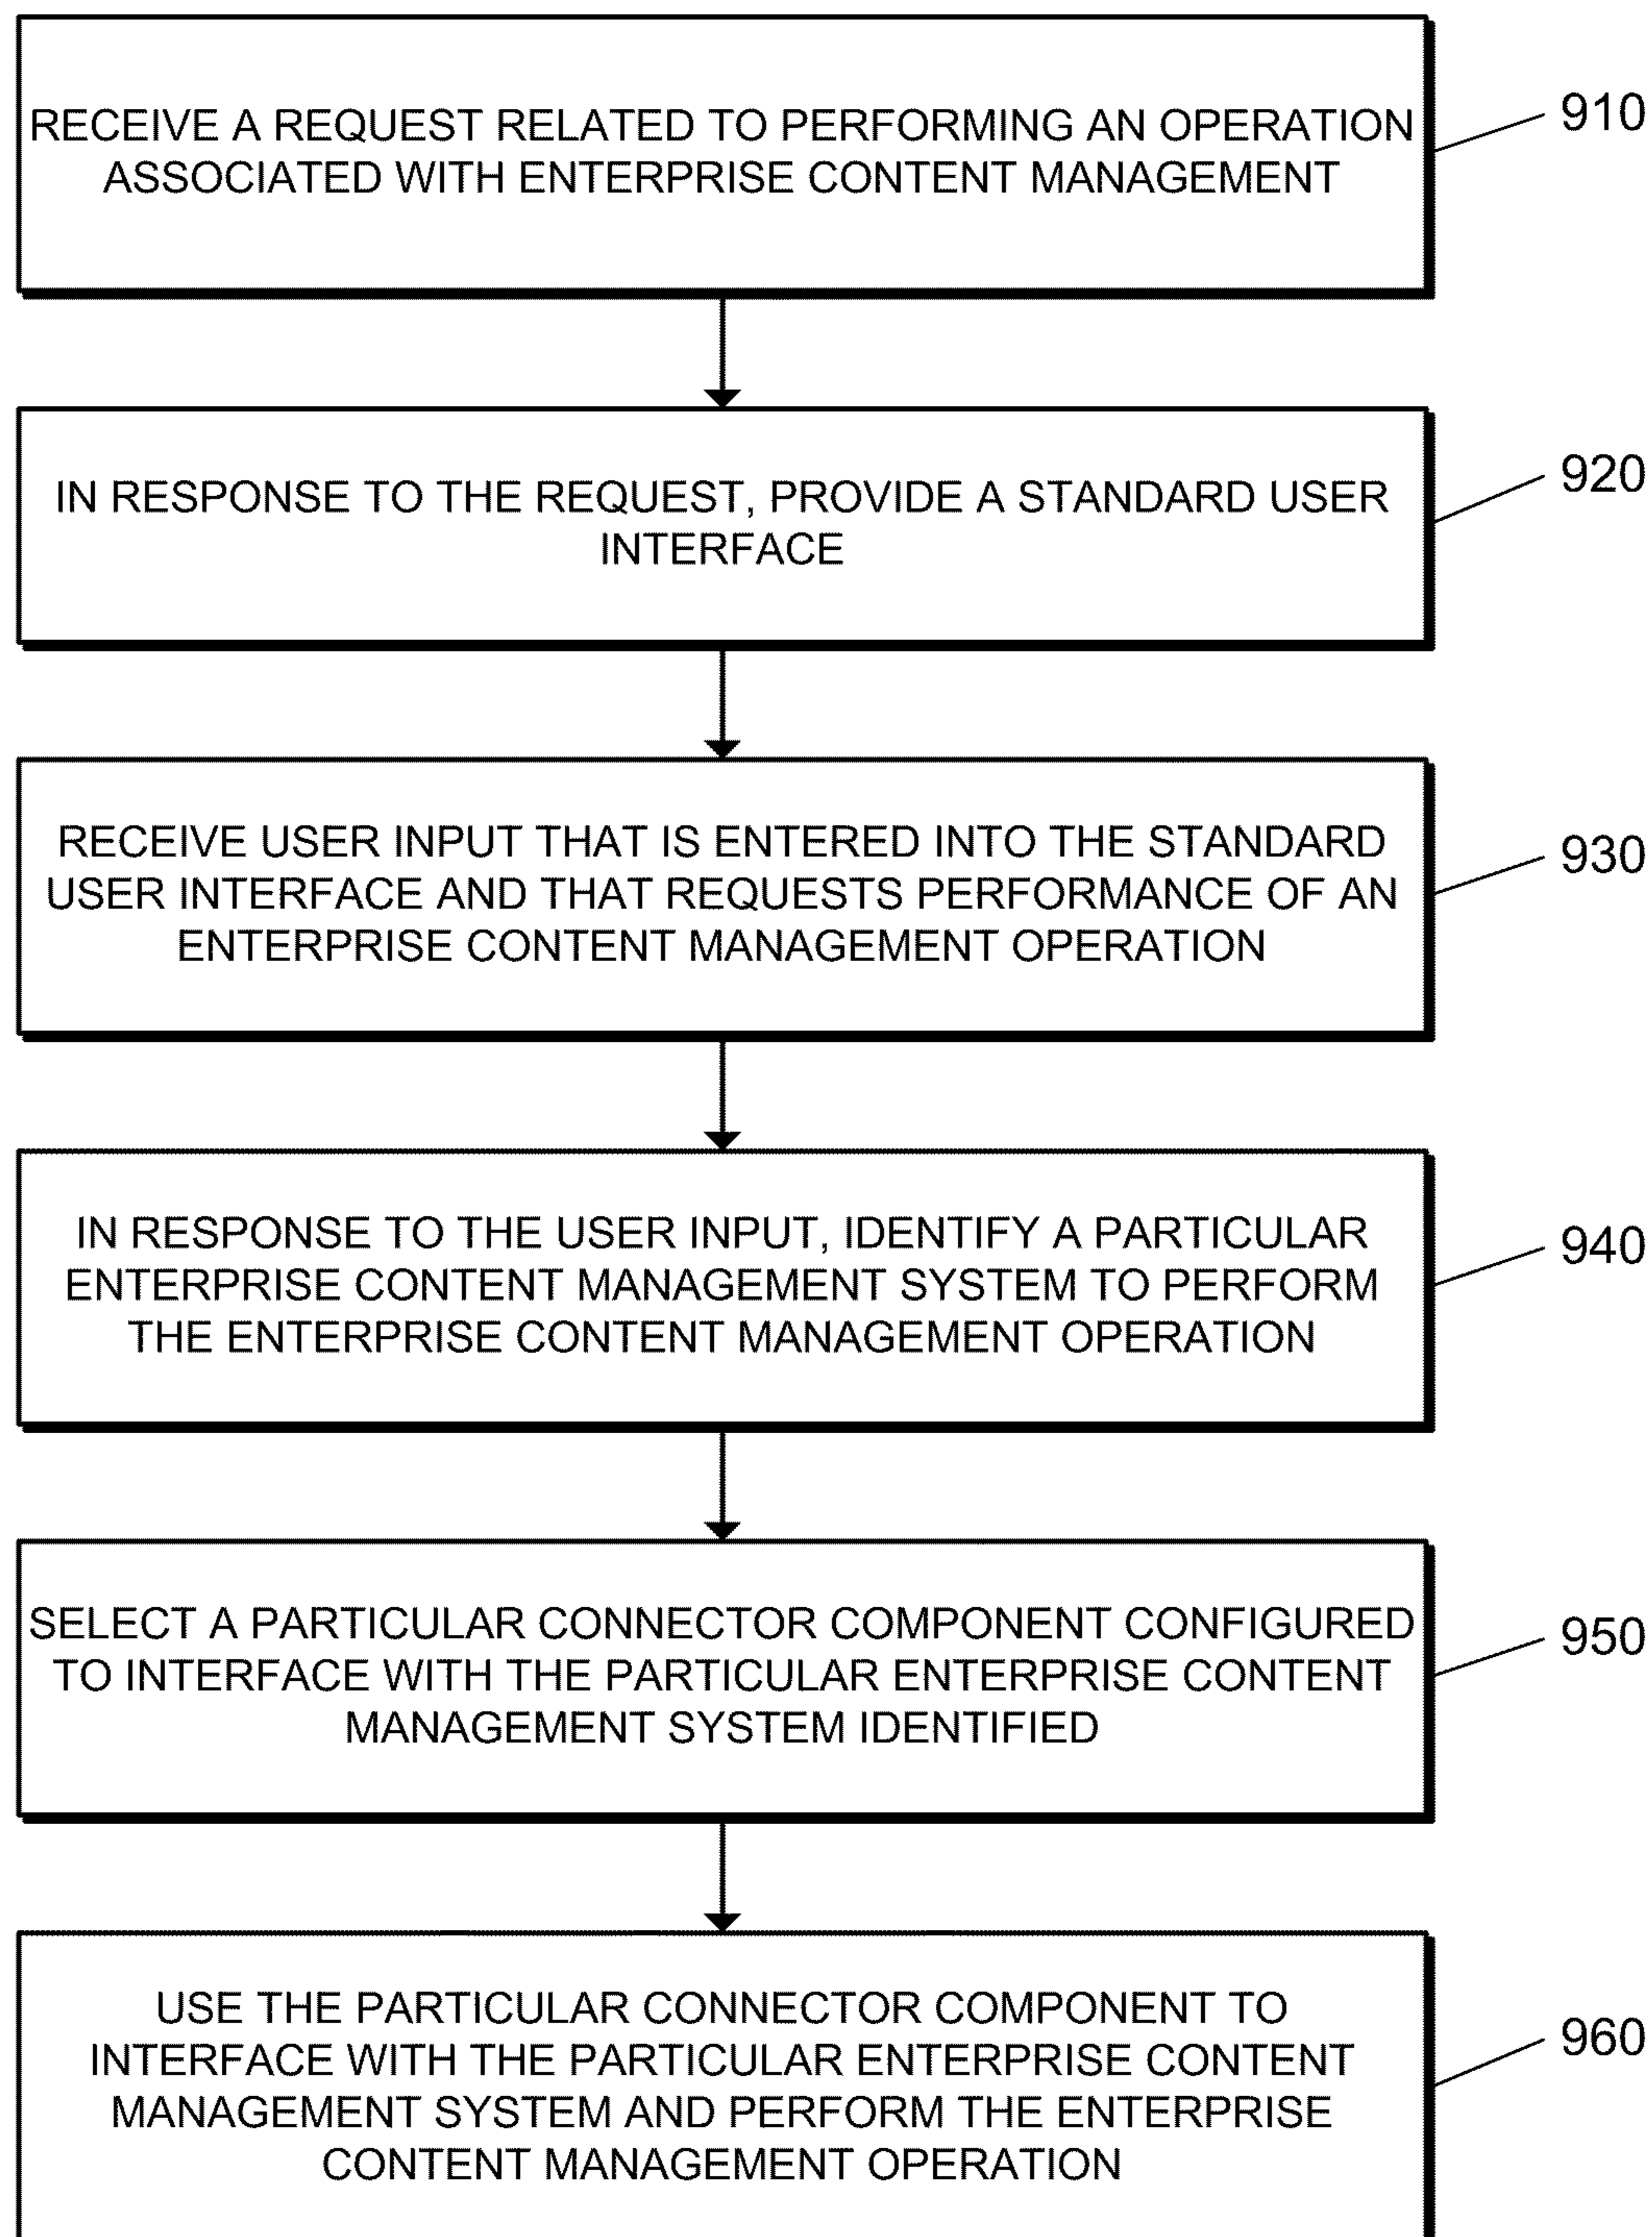 RECEIVE A REQUEST RELATED TO PERFORMING AN OPERATION
ASSOCIATED WITH ENTERPRISE CONTENT MANAGEMENT
910
IN RESPONSE TO THE REQUEST, PROVIDE A STANDARD USER
INTERFACE
920
RECEIVE USER INPUT THAT IS ENTERED INTO THE STANDARD
USER INTERFACE AND THAT REQUESTS PERFORMANCE OF AN
ENTERPRISE CONTENT MANAGEMENT OPERATION
930
IN RESPONSE TO THE USER INPUT, IDENTIFY A PARTICULAR
ENTERPRISE CONTENT MANAGEMENT SYSTEM TO PERFORM
THE ENTERPRISE CONTENT MANAGEMENT OPERATION
940
SELECT A PARTICULAR CONNECTOR COMPONENT CONFIGURED
TO INTERFACE WITH THE PARTICULAR ENTERPRISE CONTENT
MANAGEMENT SYSTEM IDENTIFIED
950
USE THE PARTICULAR CONNECTOR COMPONENT TO
INTERFACE WITH THE PARTICULAR ENTERPRISE CONTENT
MANAGEMENT SYSTEM AND PERFORM THE ENTERPRISE
CONTENT MANAGEMENT OPERATION
960